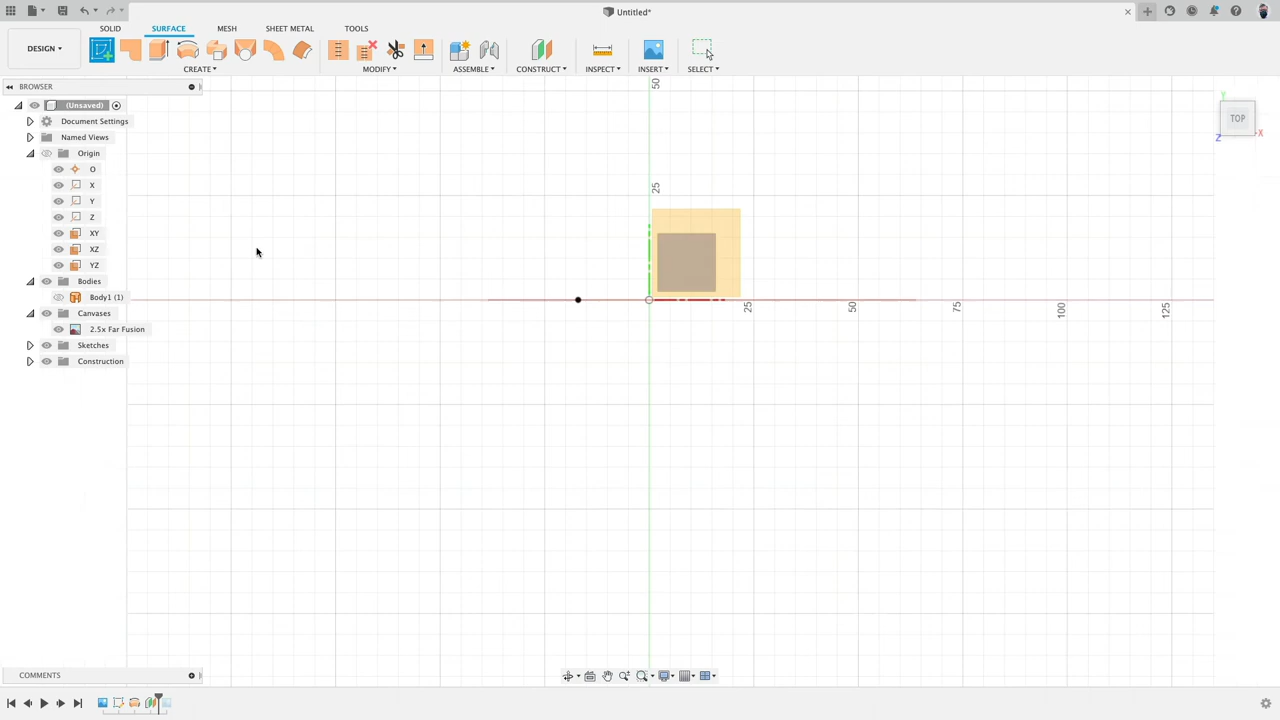 Untitled*
DESIGN
SOLID
SURFACE
MESH
SHEET METAL
TOOLS
CREATE
MODIFY
ASSEMBLE
CONSTRUCT
INSPECT
INSERT
SELECT
BROWSER
(Unsaved)
Document Settings
Named Views
Origin
O
X
Y
Z
XY
XZ
YZ
Bodies
Body1 (1)
Canvases
2.5x Far Fusion
Sketches
Construction
50
25
25
50
75
100
125
Y
TOP
X
Z
COMMENTS